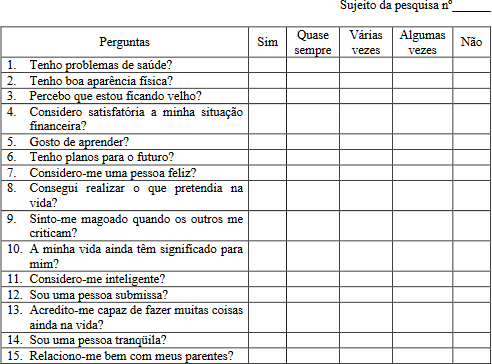 Sujeito da pesquisa nº______
Perguntas Sim Quase sempre Várias vezes Algumas vezes Não
1. Tenho problemas de saúde?
2. Tenho boa aparência física?
3. Percebo que estou ficando velho?
4. Considero satisfatória a minha situação
financeira?
5. Gosto de aprender?
6. Tenho planos para o futuro?
7. Considero-me uma pessoa feliz?
8. Consegui realizar o que pretendia na
vida?
9. Sinto-me magoado quando os outros me
criticam?
10. A minha vida ainda têm significado para
mim?
11. Considero-me inteligente?
12. Sou uma pessoa submissa?
13. Acredito-me capaz de fazer muitas coisas
ainda na vida?
14. Sou uma pessoa tranqüila?
15. Relaciono-me bem com meus parentes?